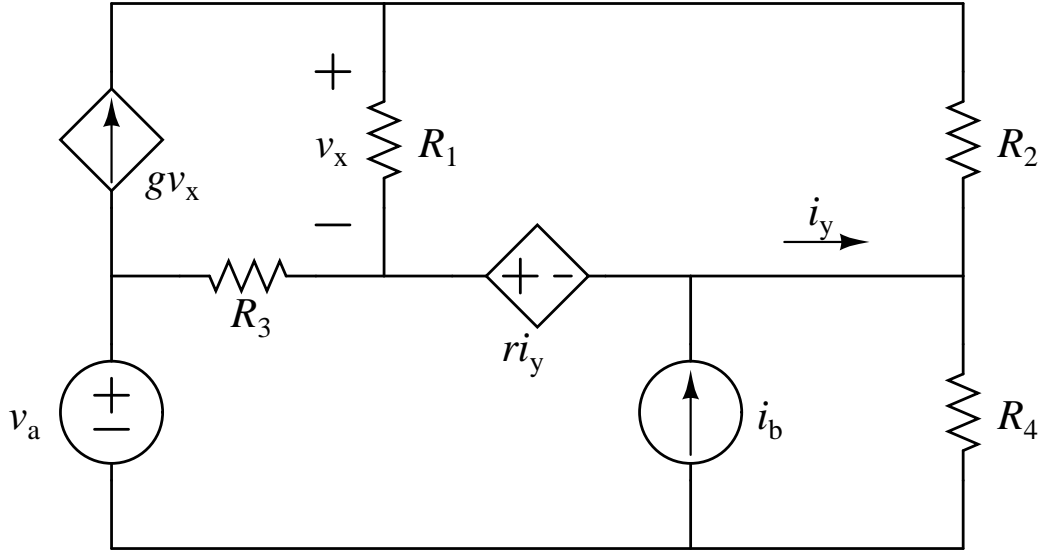 +
v_x
R_1
R_2
gv_x
−
i_y
R_3
+ -
ri_y
v_a
+
−
i_b
R_4